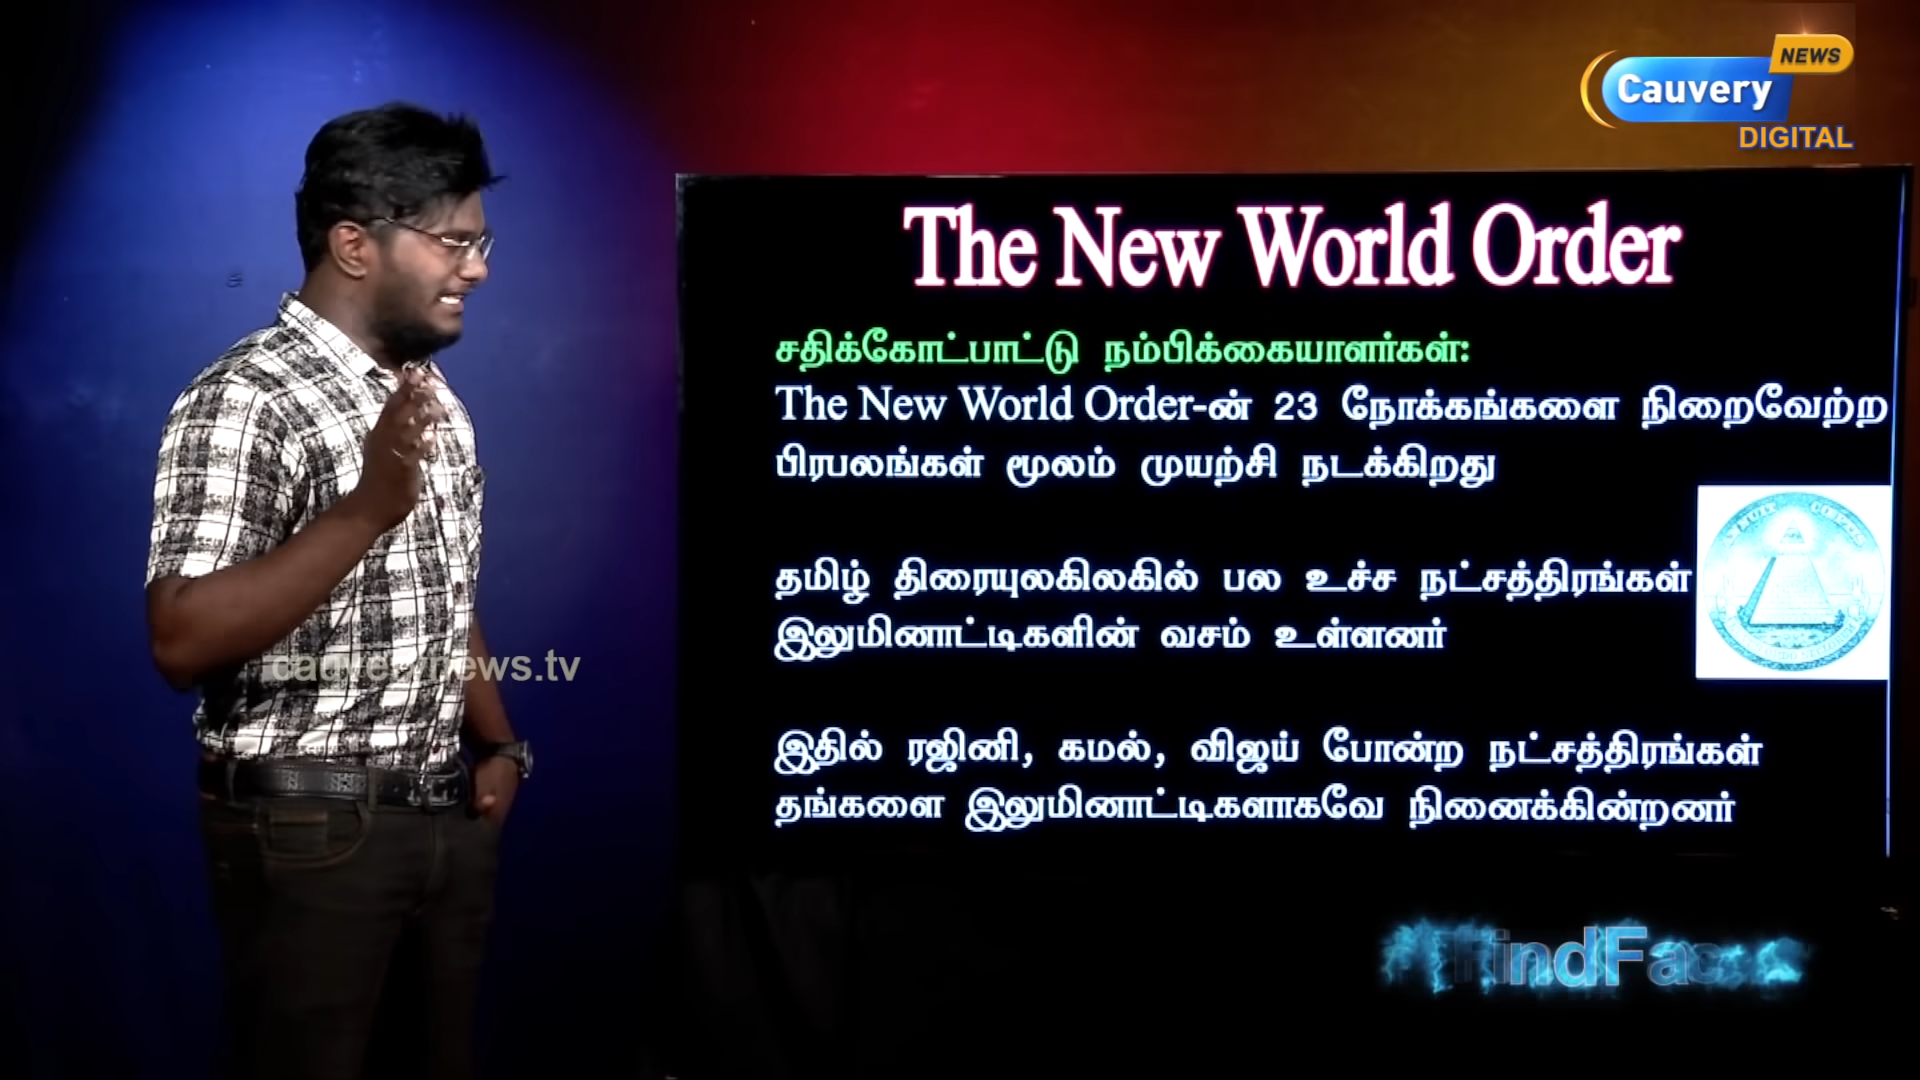 NEWS
Cauvery
DIGITAL
The New World Order
சதிக்கோட்பாட்டு நம்பிக்கையாளர்கள்:
The New World Order-ன் 23 நோக்கங்களை நிறைவேற்ற
பிரபலங்கள் மூலம் முயற்சி நடக்கிறது
தமிழ் திரையுலகிலகில் பல உச்ச நட்சத்திரங்கள்
இலுமினாட்டிகளின் வசம் உள்ளனர்
இதில் ரஜினி, கமல், விஜய் போன்ற நட்சத்திரங்கள்
தங்களை இலுமினாட்டிகளாகவே நினைக்கின்றனர்
cauverynews.tv